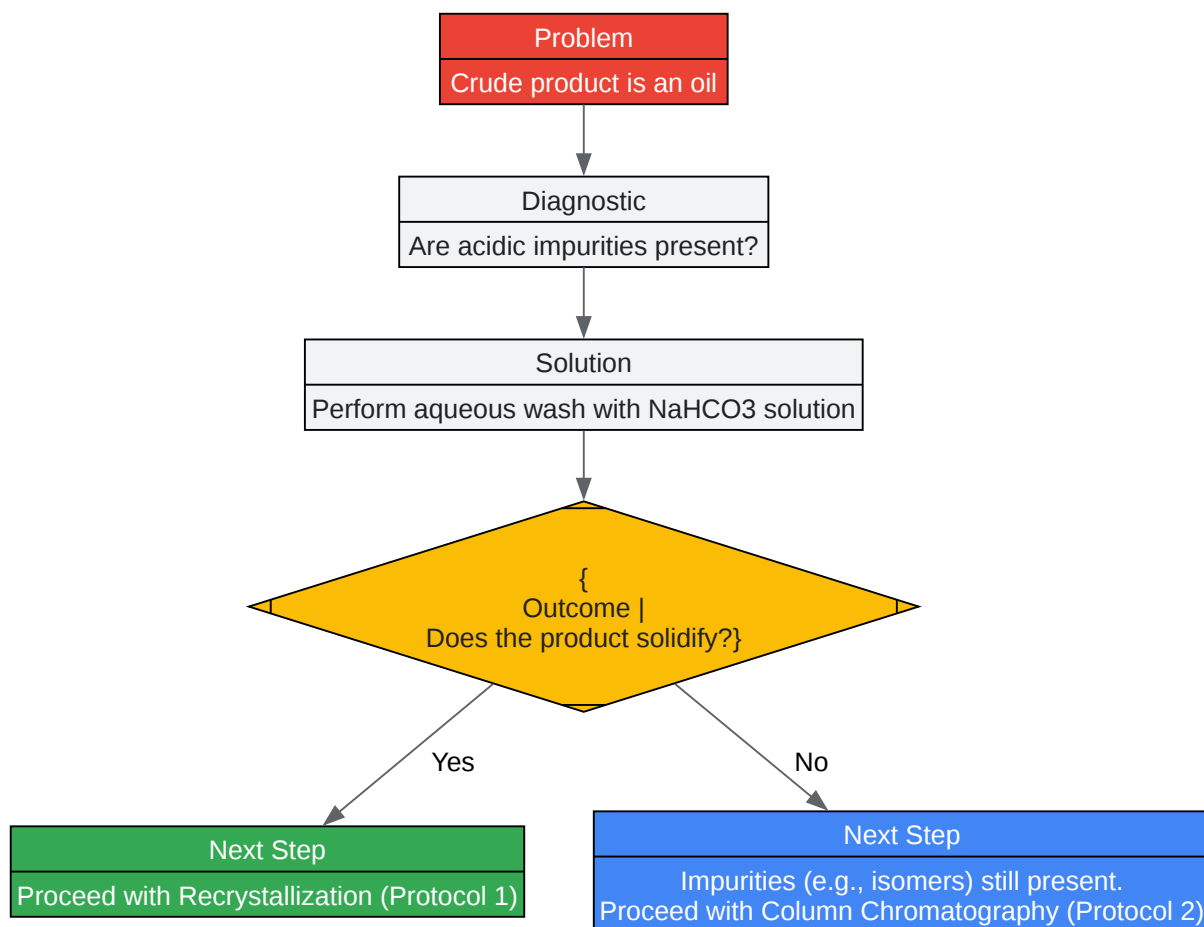 Problem
Crude product is an oil
Diagnostic
Are acidic impurities present?
Solution
Perform aqueous wash with NaHCO3 solution
{
Outcome |
Does the product solidify?}
Yes
No
Next Step
Proceed with Recrystallization (Protocol 1)
Next Step
Impurities (e.g., isomers) still present.
Proceed with Column Chromatography (Protocol 2)